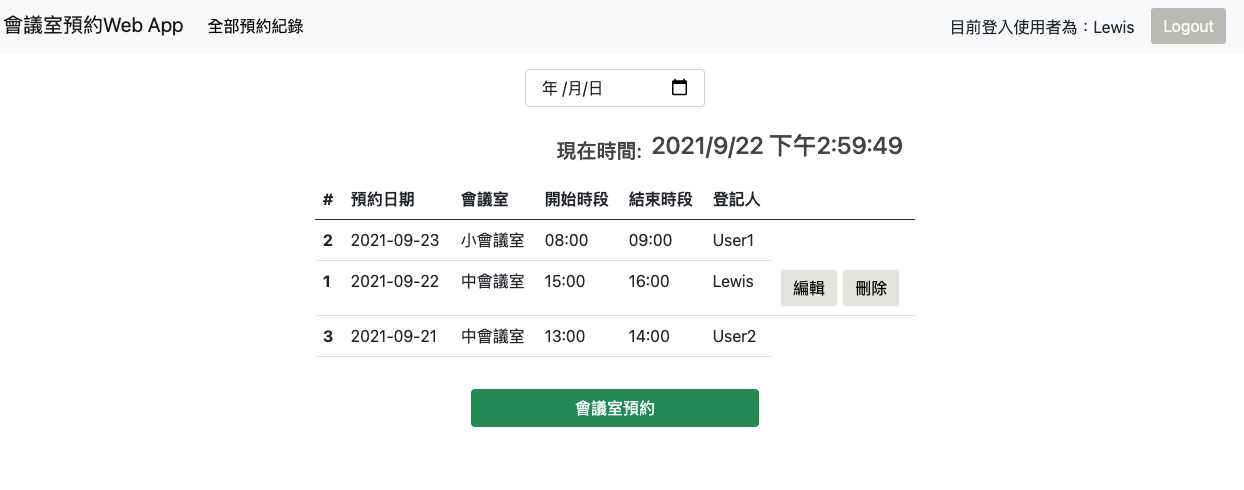 會議室預約Web App 全部預約紀錄 目前登入使用者為：Lewis Logout
年 /月/日
現在時間: 2021/9/22 下午2:59:49
# 預約日期 會議室 開始時段 結束時段 登記人
2 2021-09-23 小會議室 08:00 09:00 User1
1 2021-09-22 中會議室 15:00 16:00 Lewis 編輯 刪除
3 2021-09-21 中會議室 13:00 14:00 User2
會議室預約